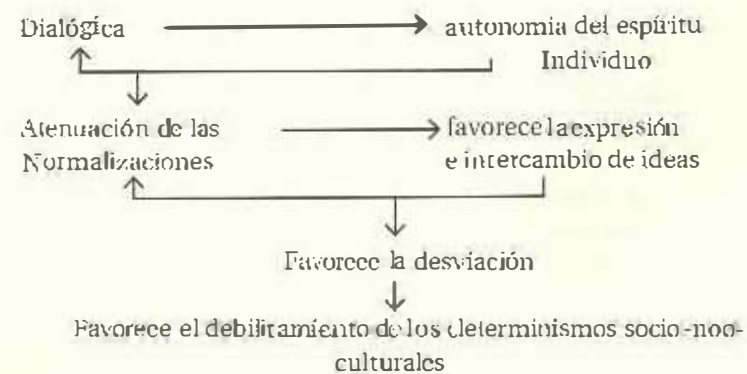 Dialógica autonomia del espíritu
Individuo
Atenuación de las favorece la expresión
Normalizaciones e intercambio de ideas
Favorece la desviación
Favorece el debilitamiento de los determinismos socio-noo-
culturales